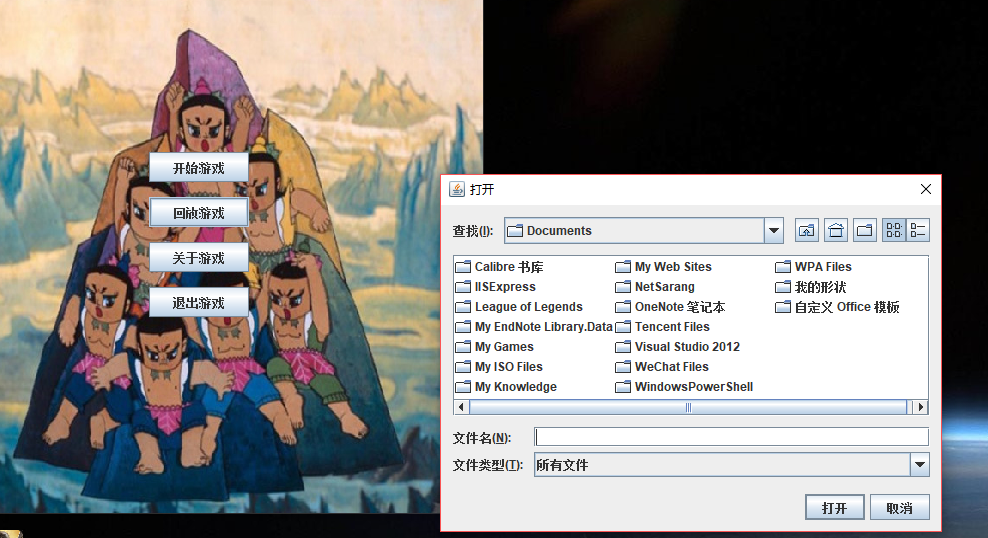 开始游戏
回放游戏
关于游戏
退出游戏
打开
查找(I):
Documents
Calibre 书库
IISExpress
League of Legends
My EndNote Library.Data
My Games
My ISO Files
My Knowledge
My Web Sites
NetSarang
OneNote 笔记本
Tencent Files
Visual Studio 2012
WeChat Files
WindowsPowerShell
WPA Files
我的形状
自定义 Office 模板
文件名(N):
文件类型(T):
所有文件
打开
取消